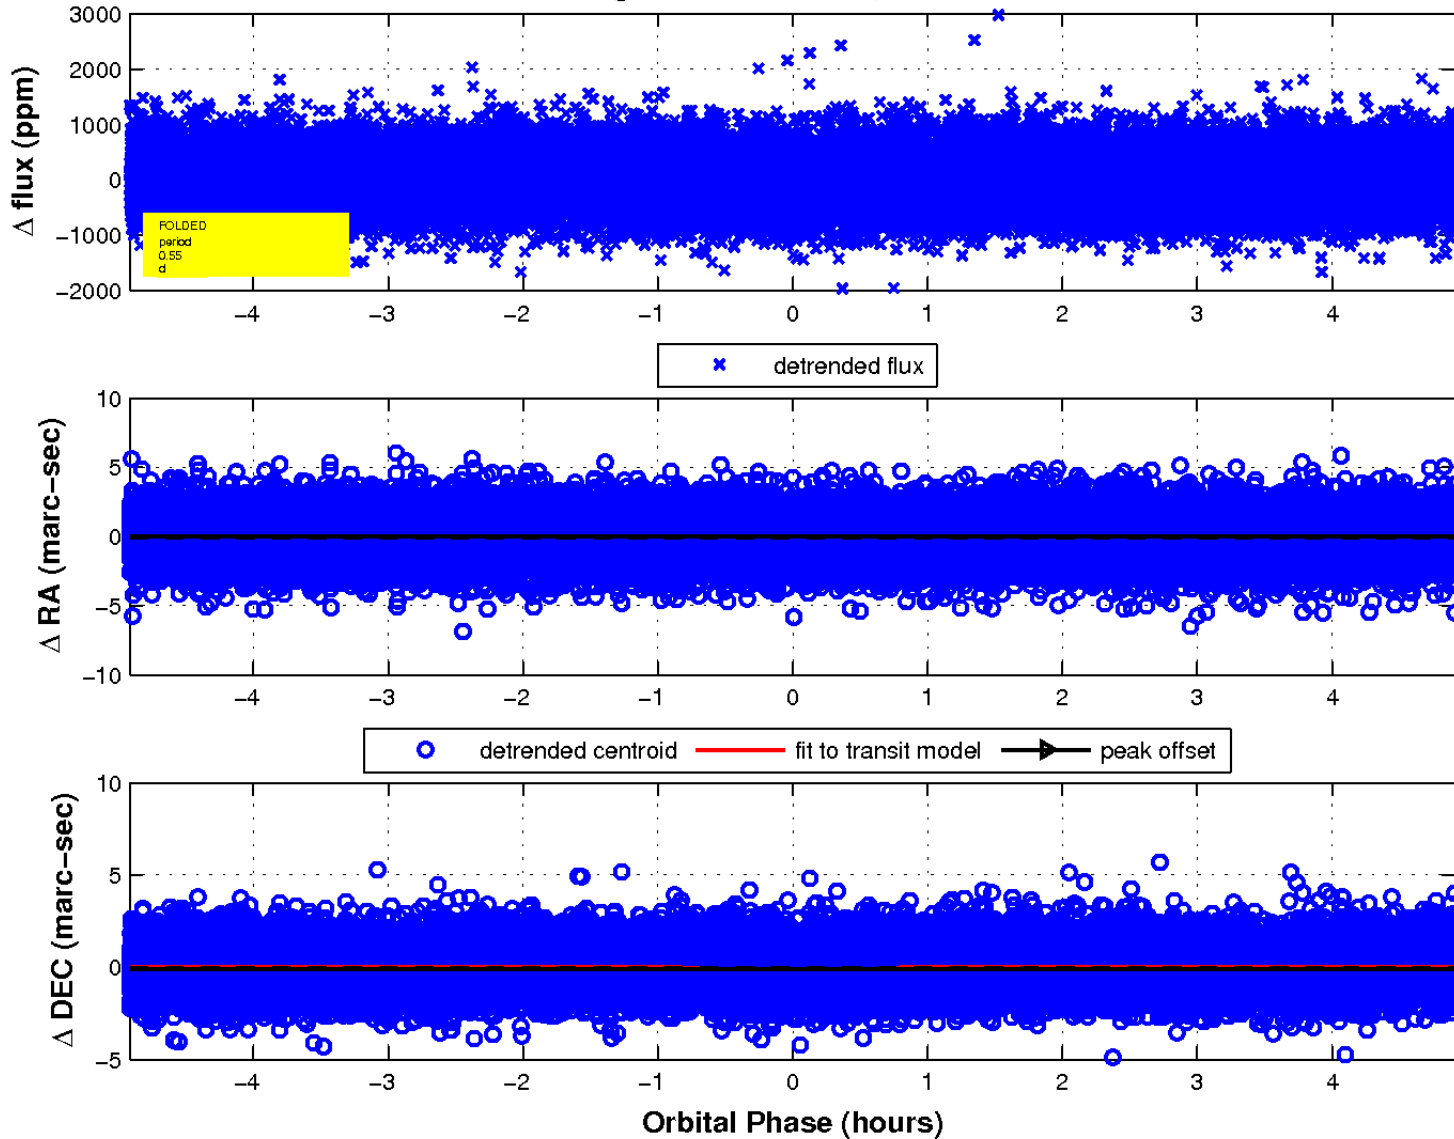 3000
2000
1000
0
−1000
−2000
Δ flux (ppm)
FOLDED
period
0.55
d
−4 −3 −2 −1 0 1 2 3 4
detrended flux
10
5
0
−5
−10
Δ RA (marc−sec)
−4 −3 −2 −1 0 1 2 3 4
detrended centroid fit to transit model peak offset
10
5
0
−5
Δ DEC (marc−sec)
−4 −3 −2 −1 0 1 2 3 4
Orbital Phase (hours)